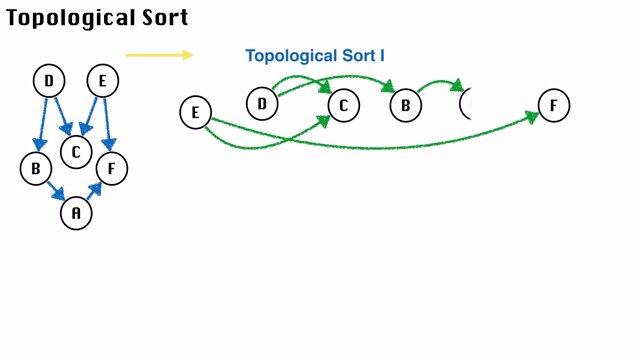 Topological Sort
Topological Sort I
D E
E D C B F
C
B F
A